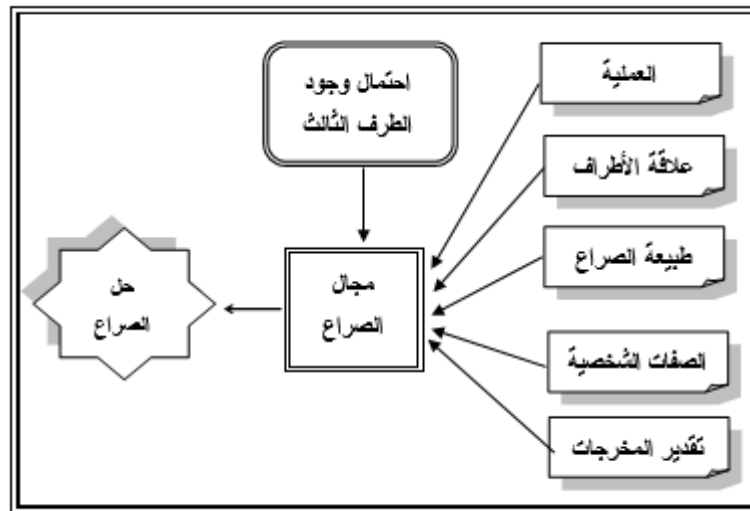 العملية
احتمال وجود
الطرف الثالث
علاقة الأطراف
طبيعة الصراع
مجال
الصراع
حل
الصراع
الصفات الشخصية
تقدير المخرجات